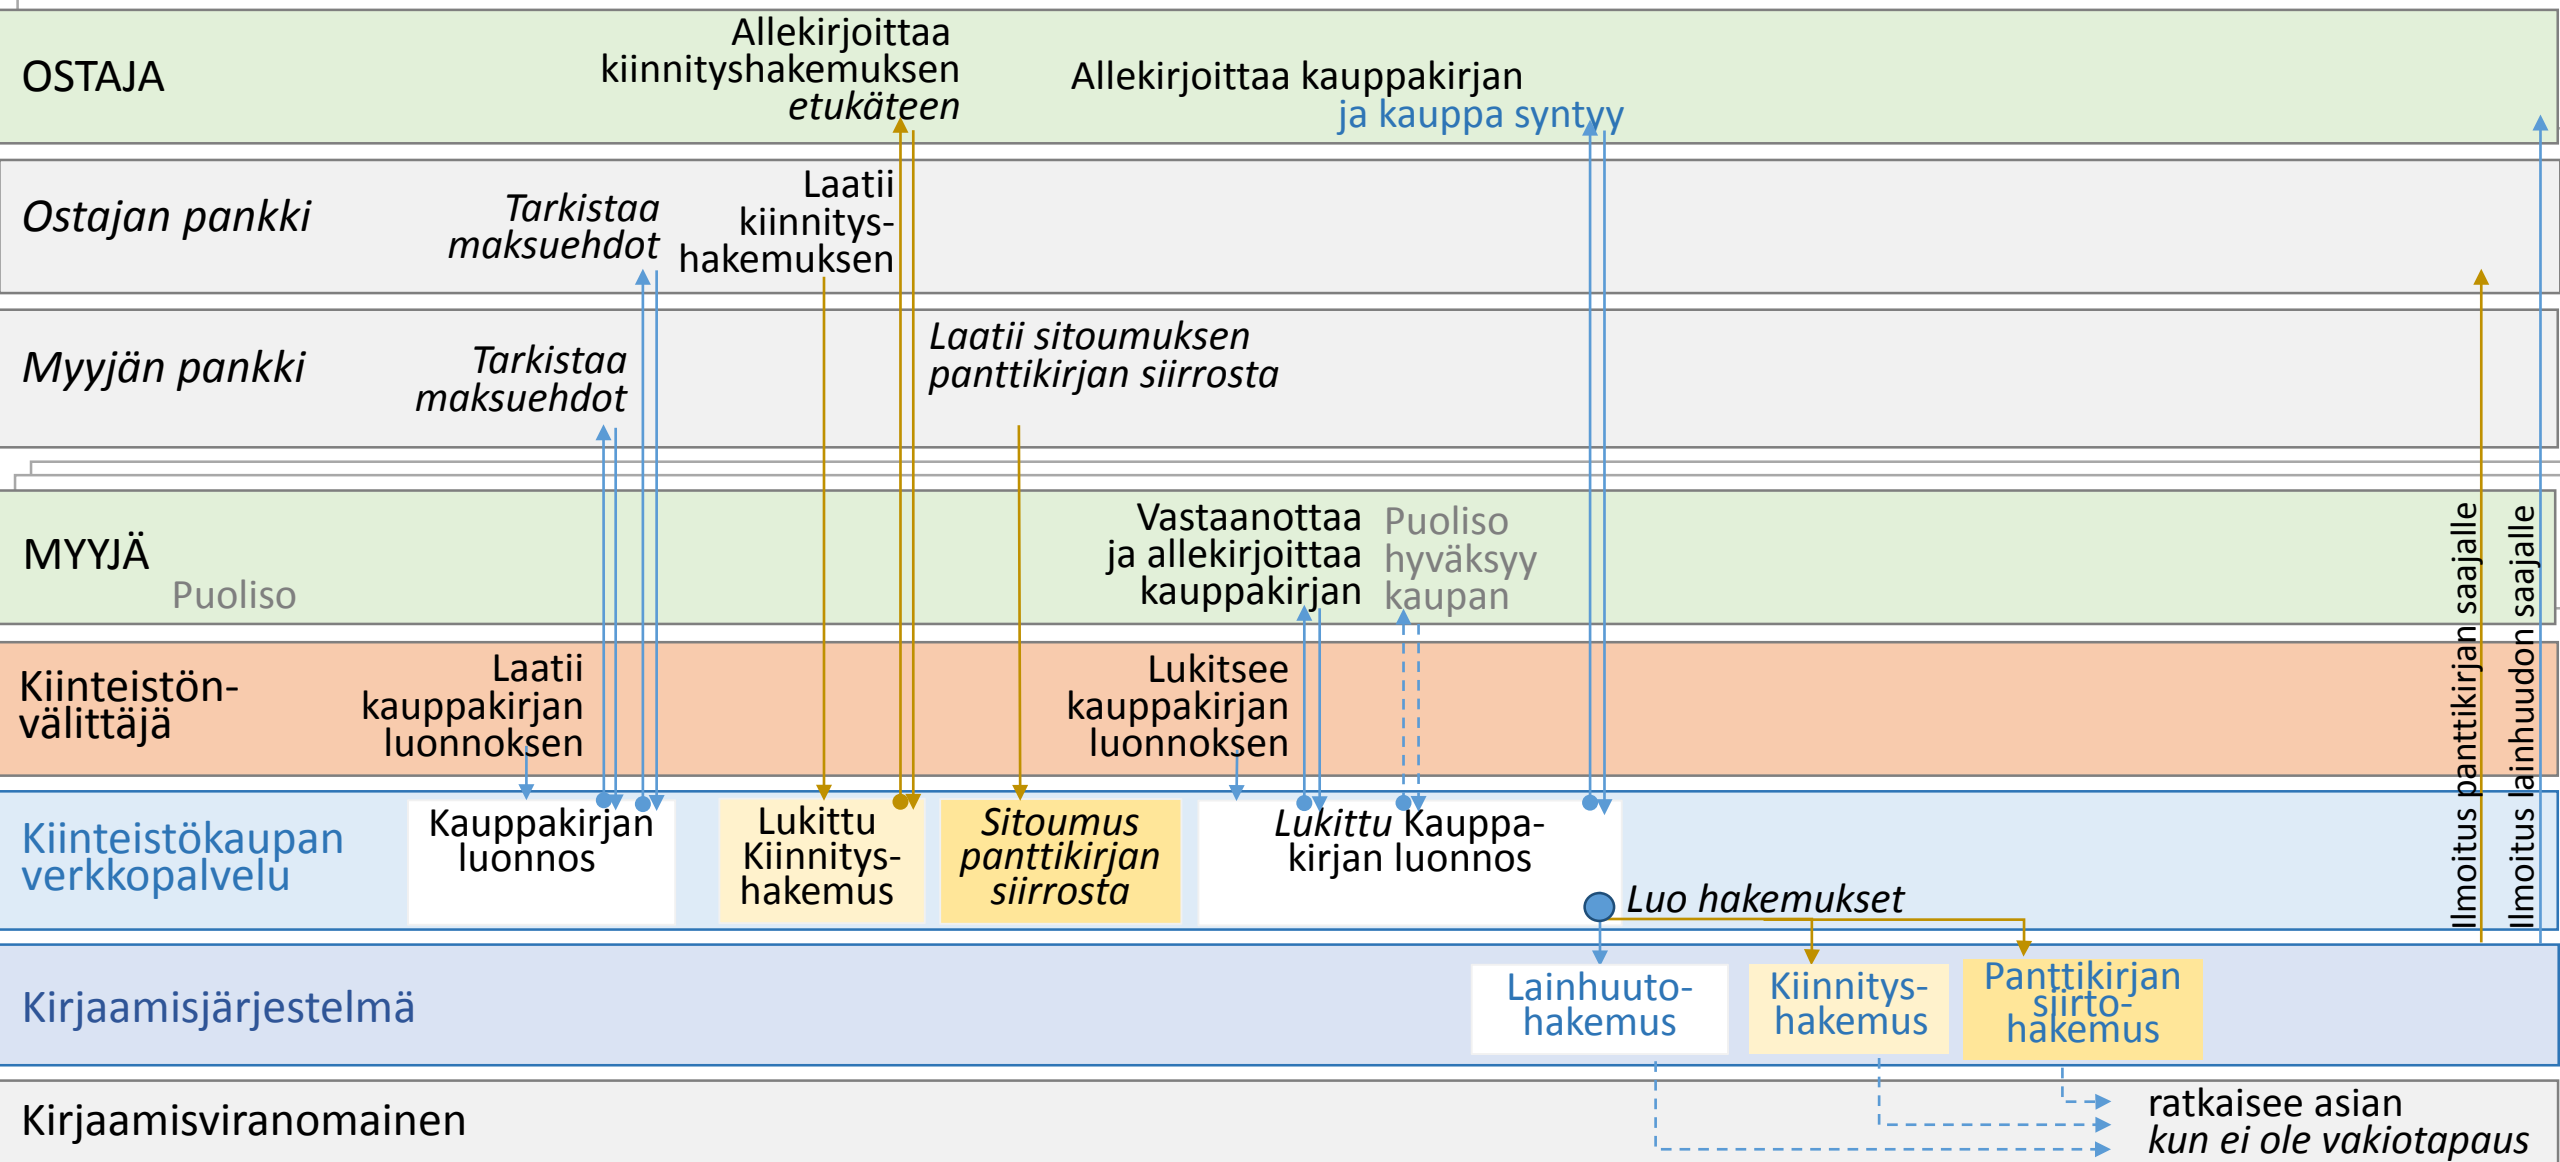 OSTAJA
Allekirjoittaa
kiinnityshakemuksen
etukäteen
Allekirjoittaa kauppakirjan
ja kauppa syntyy
Ostajan pankki
Tarkistaa
maksuehdot
Laatii
kiinnitys-
hakemuksen
Myyjän pankki
Tarkistaa
maksuehdot
Laatii sitoumuksen
panttikirjan siirrosta
MYYJÄ
Puoliso
Vastaanottaa
ja allekirjoittaa
kauppakirjan
Puoliso
hyväksyy
kaupan
Kiinteistön-
välittäjä
Laatii
kauppakirjan
luonnoksen
Lukitsee
kauppakirjan
luonnoksen
Ilmoitus panttikirjan saajalle
Ilmoitus lainhuudon saajalle
Kiinteistökaupan
verkkopalvelu
Kauppakirjan
luonnos
Lukittu
Kiinnitys-
hakemus
Sitoumus
panttikirjan
siirrosta
Lukittu Kauppa-
kirjan luonnos
Luo hakemukset
Kirjaamisjärjestelmä
Lainhuuto-
hakemus
Kiinnitys-
hakemus
Panttikirjan
siirto-
hakemus
Kirjaamisviranomainen
ratkaisee asian
kun ei ole vakiotapaus